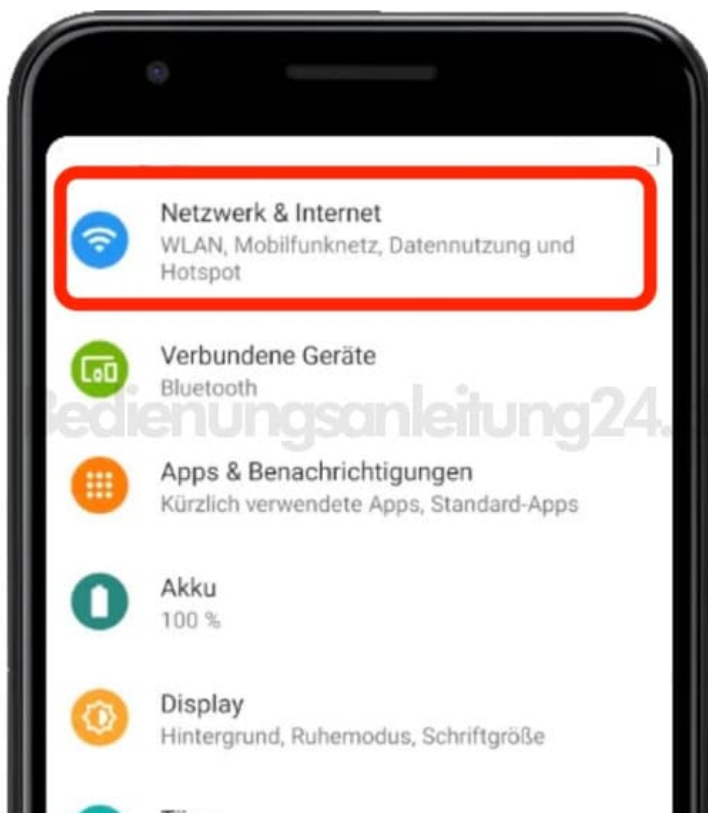 Netzwerk & Internet
WLAN, Mobilfunknetz, Datennutzung und
Hotspot
Verbundene Geräte
Bluetooth
Bedienungsanleitung24.
Apps & Benachrichtigungen
Kürzlich verwendete Apps, Standard-Apps
Akku
100 %
Display
Hintergrund, Ruhemodus, Schriftgröße